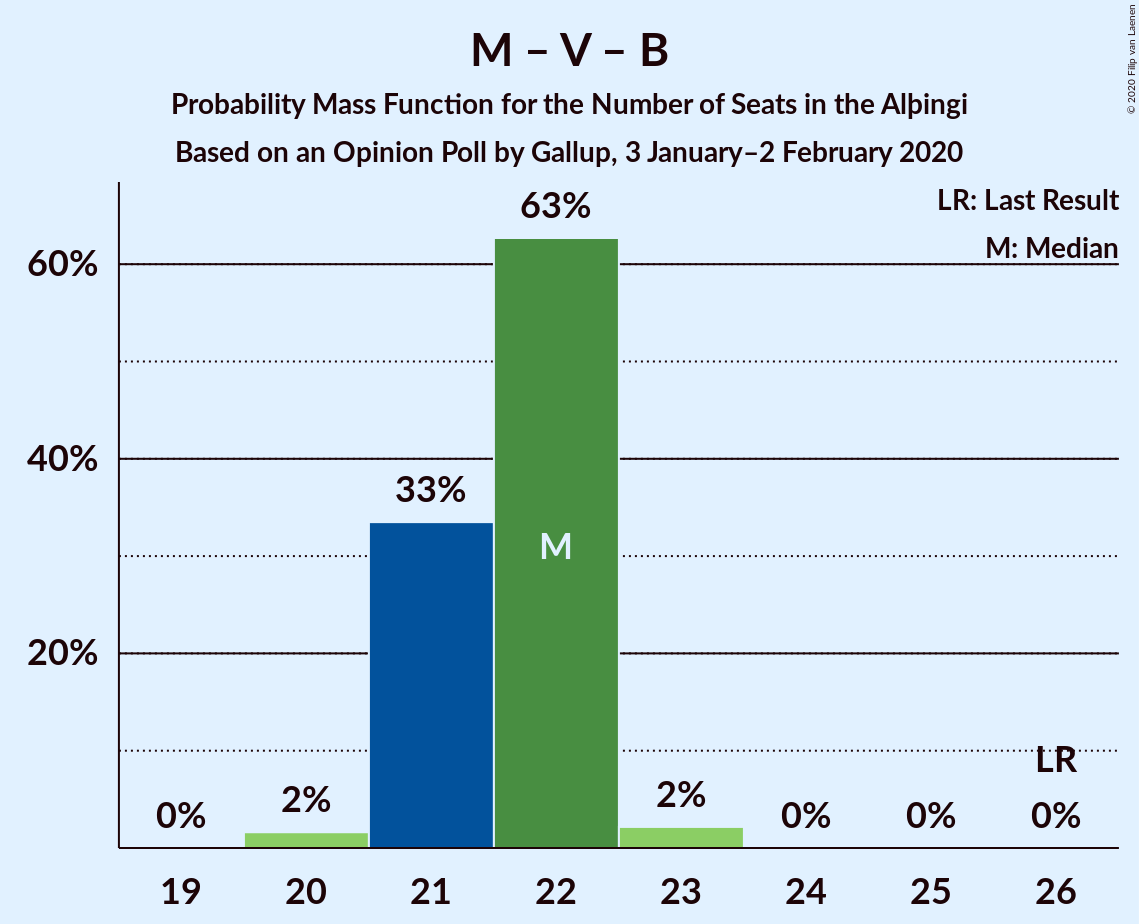 M – V – B
Probability Mass Function for the Number of Seats in the Alþingi
Based on an Opinion Poll by Gallup, 3 January–2 February 2020
© 2020 Filip van Laenen
LR: Last Result
M: Median
63%
60%
40%
33%
M
20%
LR
0%
2%
2%
0%
0%
0%
19
20
21
22
23
24
25
26